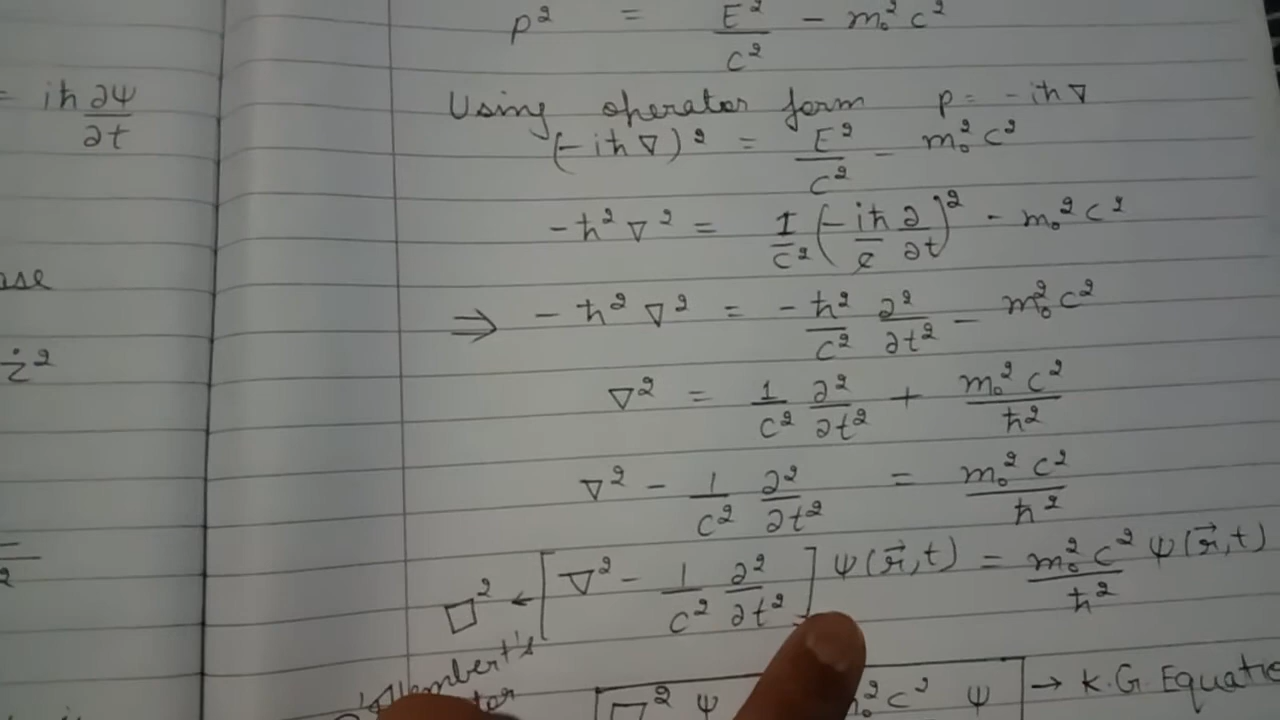 = iħ ∂Ψ/∂t
p² = E²/c² - m₀²c²
Using operator form p = -iħ∇
(-iħ∇)² = E²/c² - m₀²c²
-ħ²∇² = 1/c² (-iħ ∂/∂t)² - m₀²c²
⇒ -ħ²∇² = -ħ²/c² ∂²/∂t² - m₀²c²
∇² = 1/c² ∂²/∂t² + m₀²c²/ħ²
∇² - 1/c² ∂²/∂t² = m₀²c²/ħ²
□² ← [∇² - 1/c² ∂²/∂t²] Ψ(r⃗,t) = m₀²c²/ħ² Ψ(r⃗,t)
□² Ψ m₀²c² Ψ → K.G. Equatio